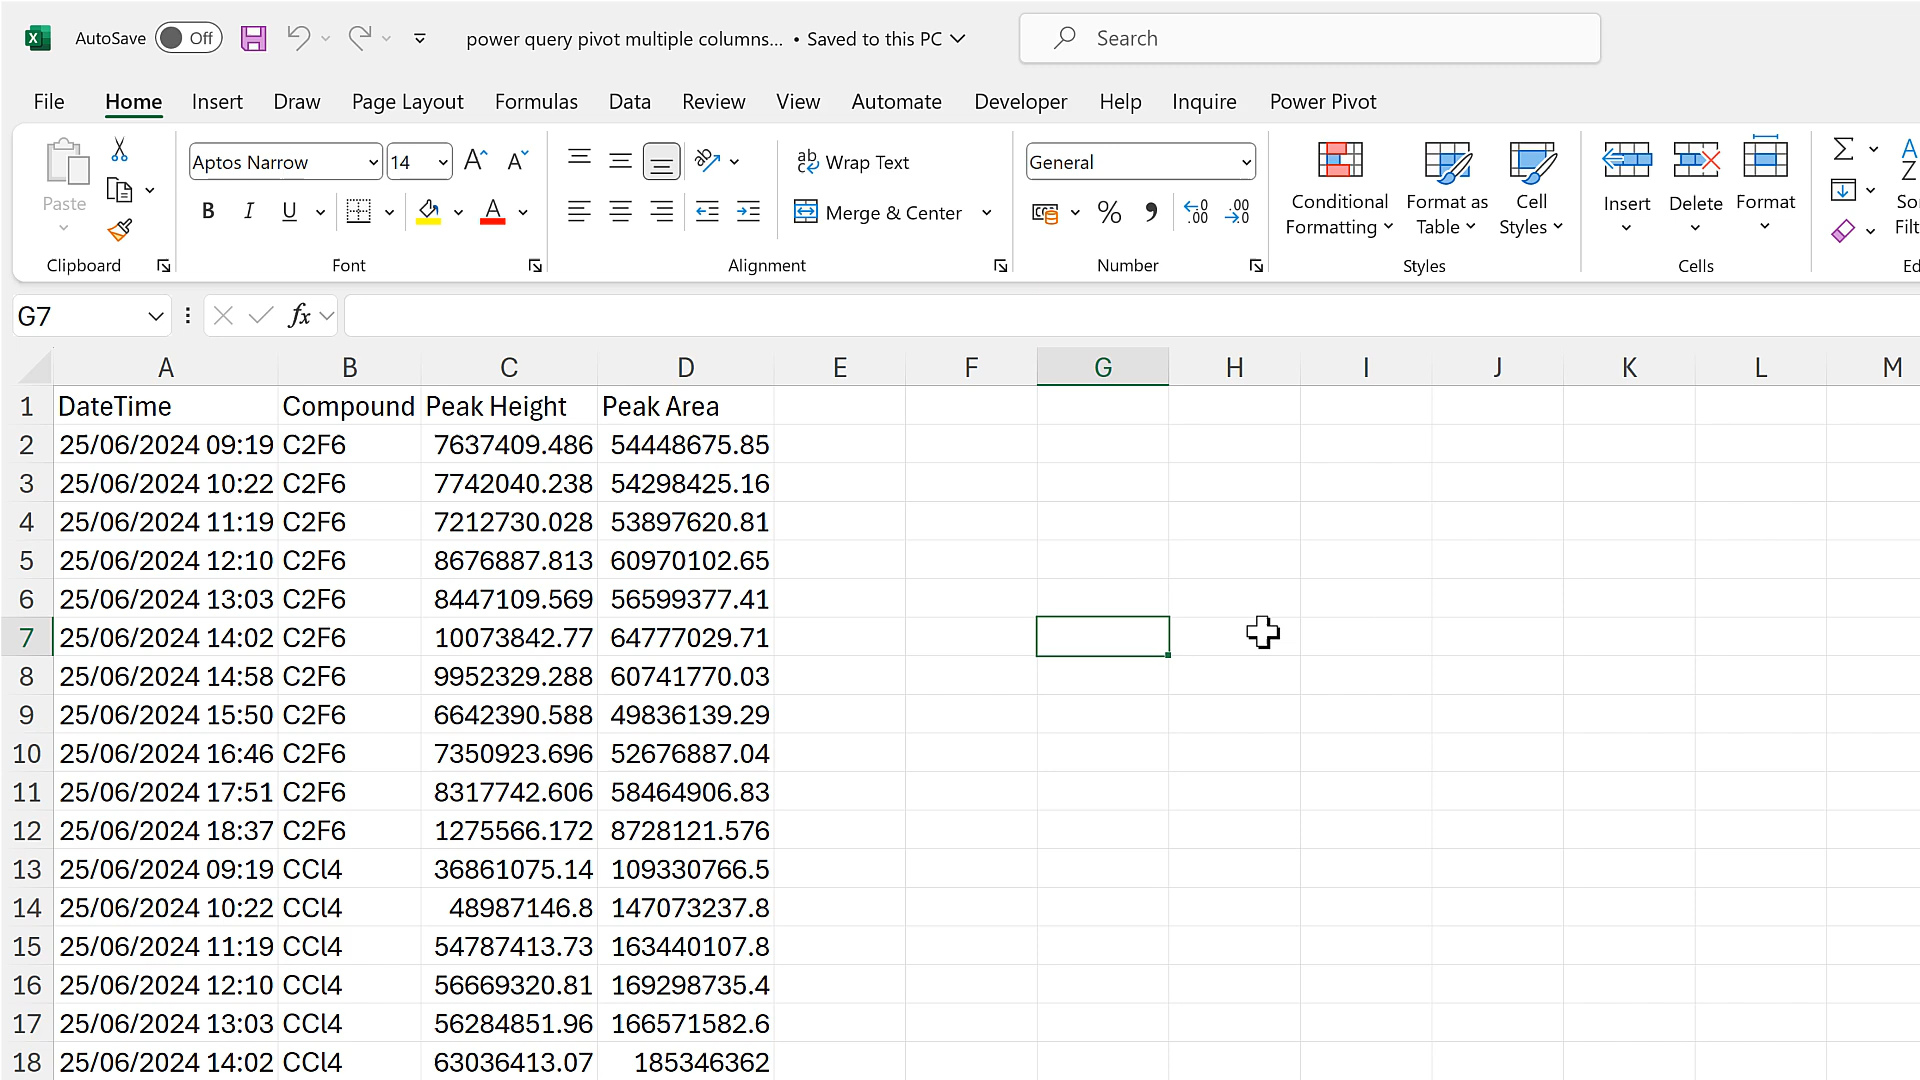 AutoSave Off power query pivot multiple columns... • Saved to this PC Search
File Home Insert Draw Page Layout Formulas Data Review View Automate Developer Help Inquire Power Pivot
Paste
Clipboard
Aptos Narrow 14
B I U
Font
Wrap Text
Merge & Center
Alignment
General
Number
Conditional Formatting
Format as Table
Cell Styles
Styles
Insert Delete Format
Cells
G7 fx
A B C D E F G H I J K L M
1 DateTime Compound Peak Height Peak Area
2 25/06/2024 09:19 C2F6 7637409.486 54448675.85
3 25/06/2024 10:22 C2F6 7742040.238 54298425.16
4 25/06/2024 11:19 C2F6 7212730.028 53897620.81
5 25/06/2024 12:10 C2F6 8676887.813 60970102.65
6 25/06/2024 13:03 C2F6 8447109.569 56599377.41
7 25/06/2024 14:02 C2F6 10073842.77 64777029.71
8 25/06/2024 14:58 C2F6 9952329.288 60741770.03
9 25/06/2024 15:50 C2F6 6642390.588 49836139.29
10 25/06/2024 16:46 C2F6 7350923.696 52676887.04
11 25/06/2024 17:51 C2F6 8317742.606 58464906.83
12 25/06/2024 18:37 C2F6 1275566.172 8728121.576
13 25/06/2024 09:19 CCl4 36861075.14 109330766.5
14 25/06/2024 10:22 CCl4 48987146.8 147073237.8
15 25/06/2024 11:19 CCl4 54787413.73 163440107.8
16 25/06/2024 12:10 CCl4 56669320.81 169298735.4
17 25/06/2024 13:03 CCl4 56284851.96 166571582.6
18 25/06/2024 14:02 CCl4 63036413.07 185346362